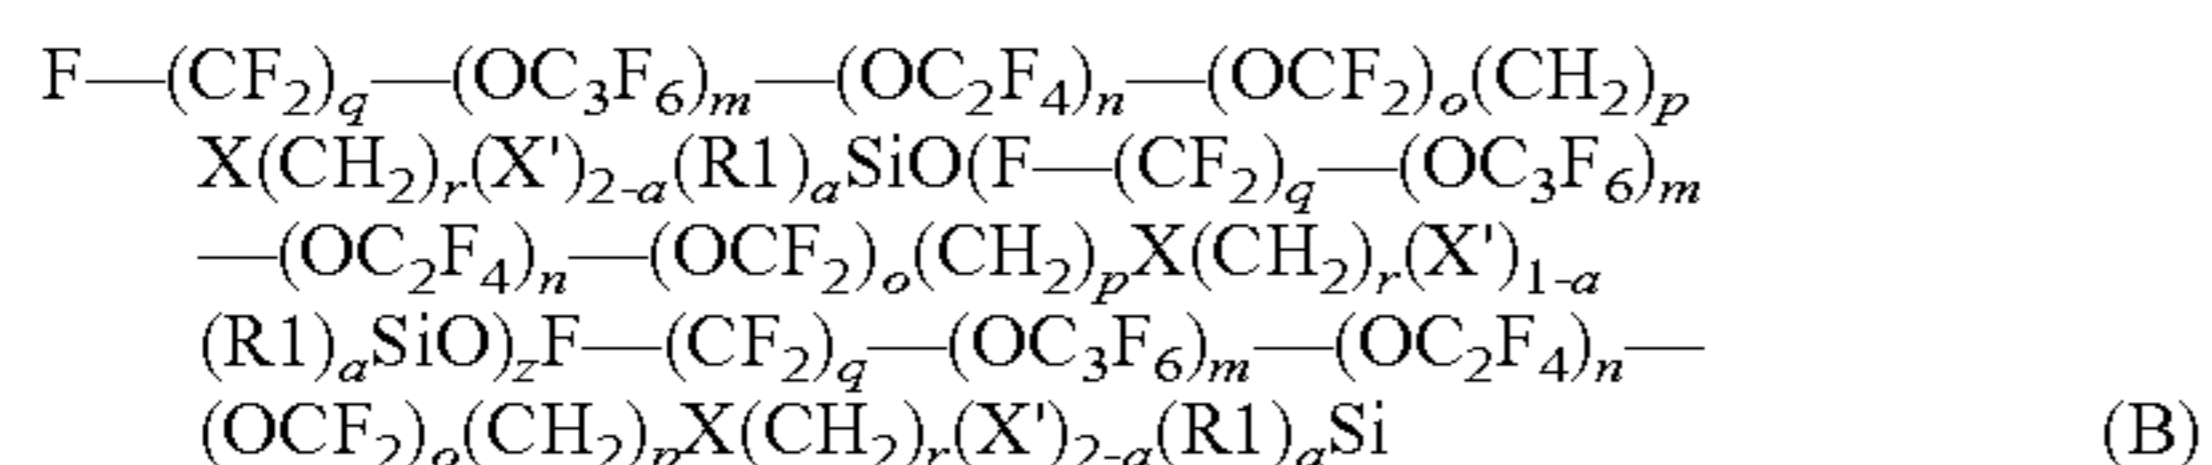 F—(CF₂)q—(OC₃F₆)m—(OC₂F₄)n—(OCF₂)o(CH₂)p
X(CH₂)r(X')₂₋a(R1)aSiO(F—(CF₂)q—(OC₃F₆)m
—(OC₂F₄)n—(OCF₂)o(CH₂)pX(CH₂)r(X')₁₋a
(R1)aSiO)zF—(CF₂)q—(OC₃F₆)m—(OC₂F₄)n—
(OCF₂)o(CH₂)pX(CH₂)r(X')₂₋a(R1)aSi (B)